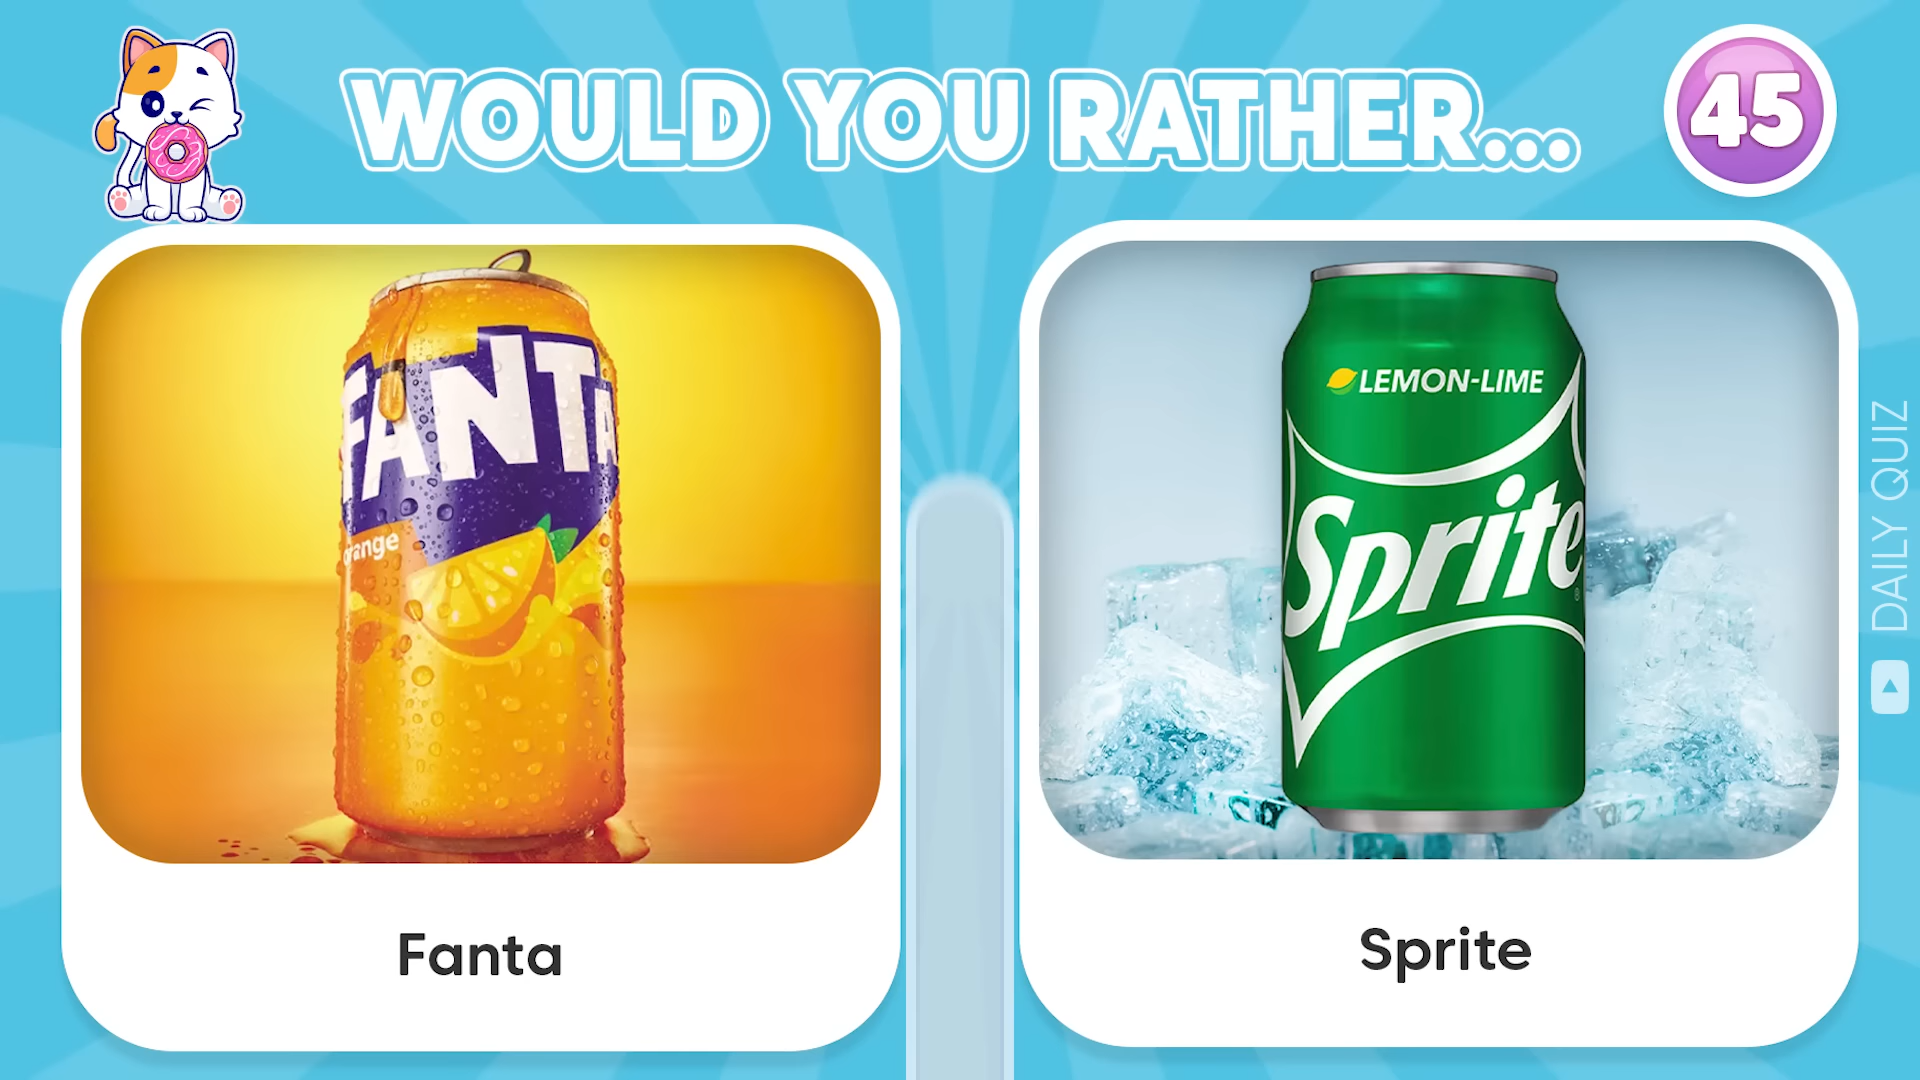 WOULD YOU RATHER...
45
FANTA
orange
LEMON-LIME
Sprite
Fanta
Sprite
DAILY QUIZ